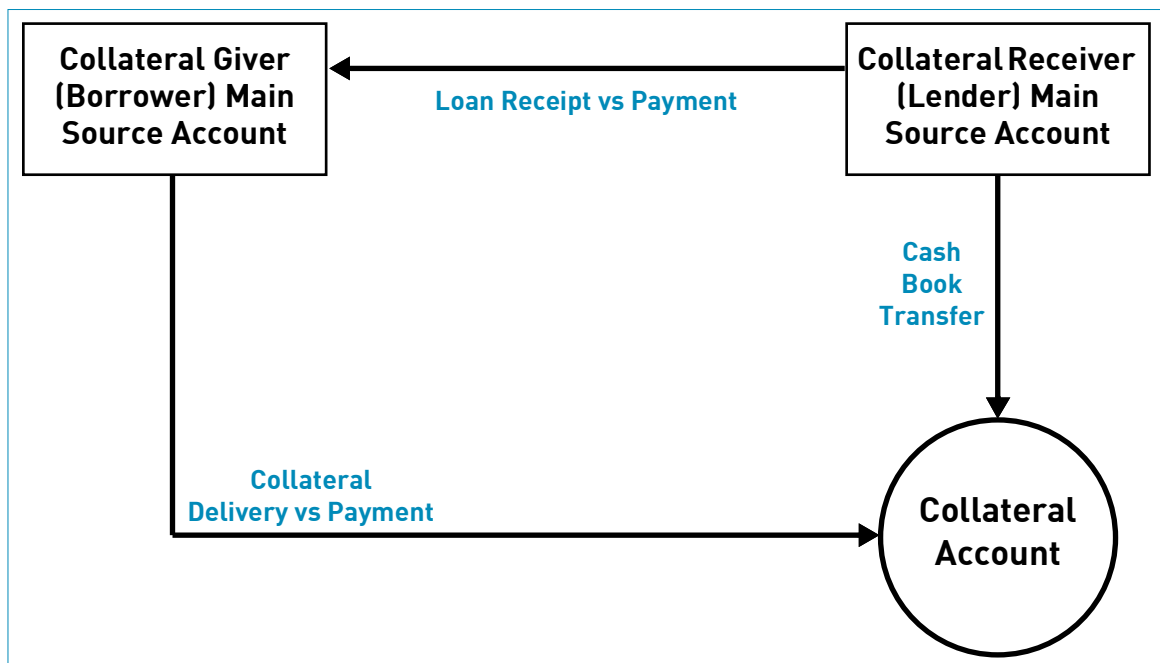 Collateral Giver
(Borrower) Main
Source Account
Collateral Receiver
(Lender) Main
Source Account
Loan Receipt vs Payment
Cash
Book
Transfer
Collateral
Delivery vs Payment
Collateral
Account